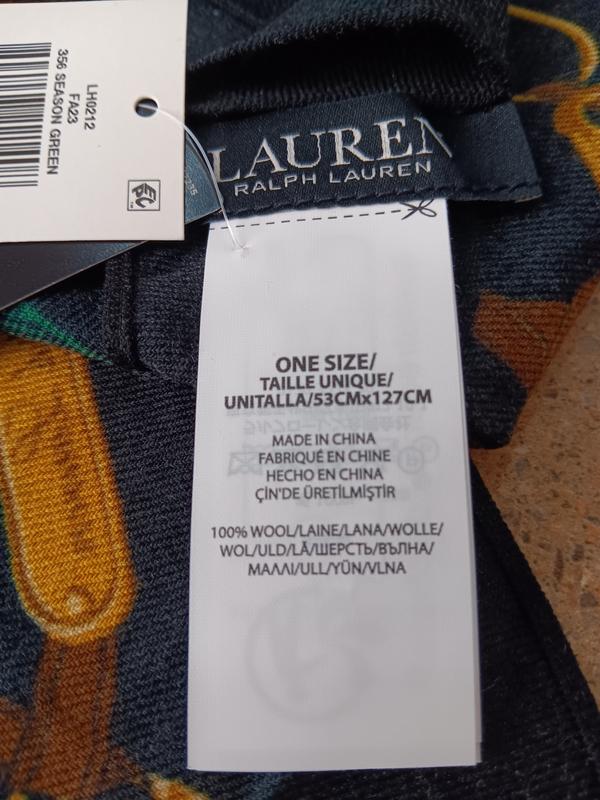 LH0212
FA23
356 SEASON GREEN
LAUREN
RALPH LAUREN
ONE SIZE/
TAILLE UNIQUE/
UNITALLA/53CMx127CM
MADE IN CHINA
FABRIQUÉ EN CHINE
HECHO EN CHINA
ÇİN'DE ÜRETİLMİŞTİR
100% WOOL/LAINE/LANA/WOLLE/
WOL/ULD/LÃ/ШЕРСТЬ/ВЪЛНА/
ΜΑΛΛΙ/ULL/YÜN/VLNA